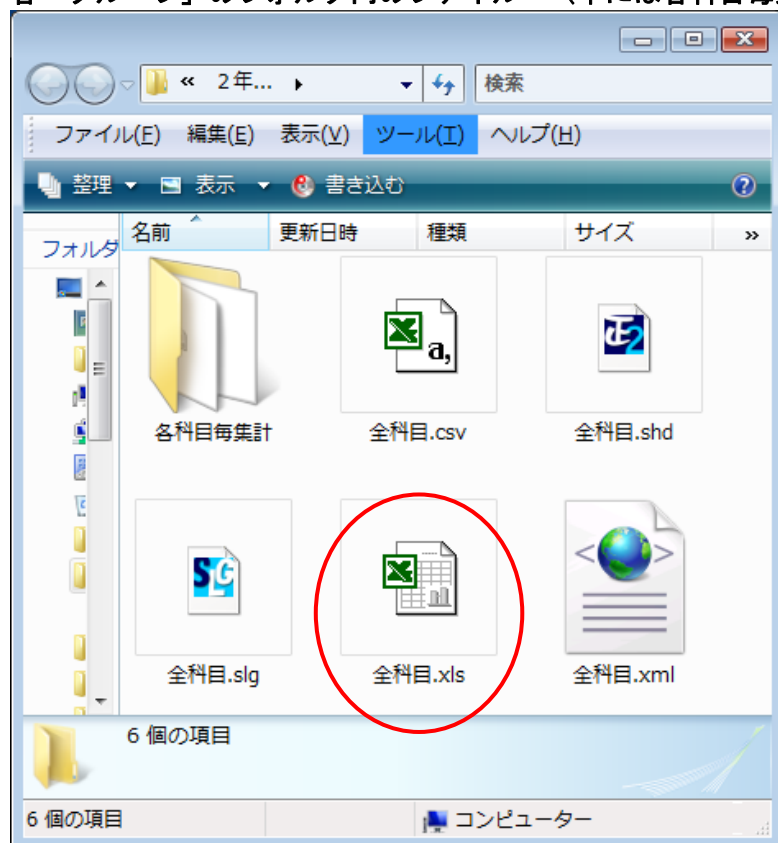 « 2年...
検索
ファイル(F) 編集(E) 表示(V) ツール(T) ヘルプ(H)
整理 表示 書き込む
フォルダ
名前 更新日時 種類 サイズ »
a,
各科目毎集計 全科目.csv 全科目.shd
全科目.slg 全科目.xls 全科目.xml
6 個の項目
6 個の項目 コンピューター